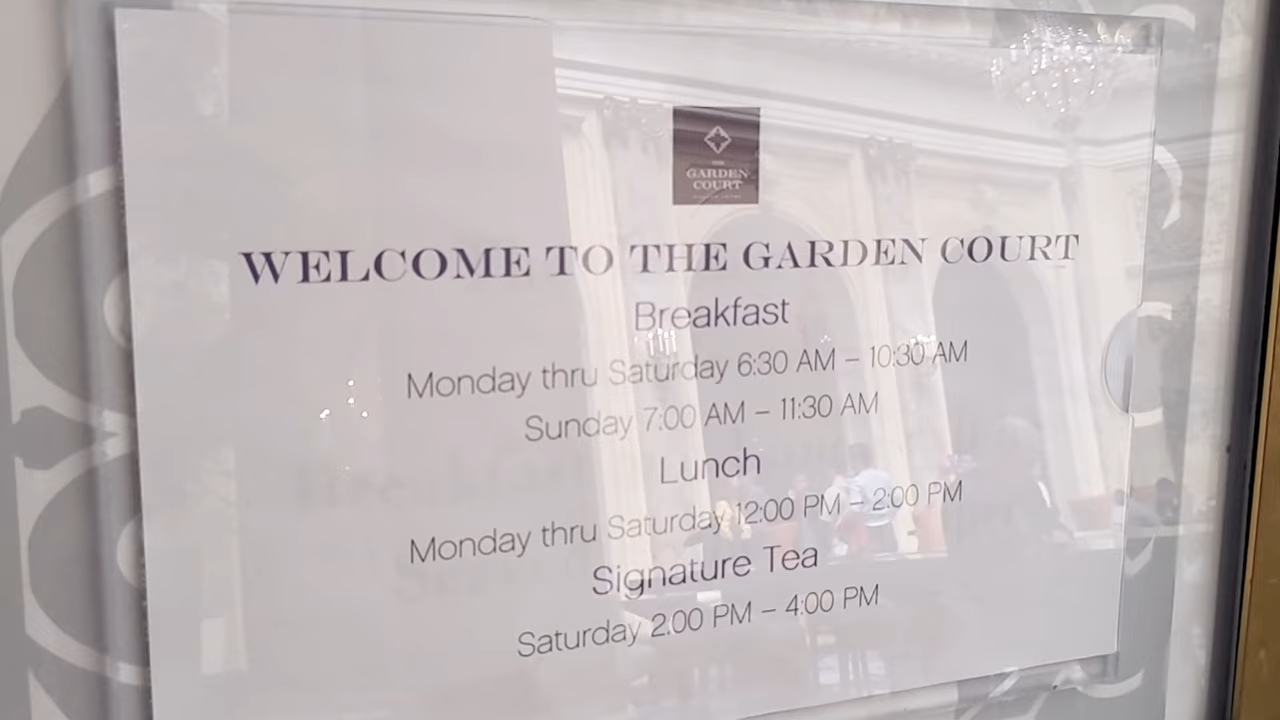 GARDEN
COURT
WELCOME TO THE GARDEN COURT
Breakfast
Monday thru Saturday 6:30 AM – 10:30 AM
Sunday 7:00 AM – 11:30 AM
Lunch
Monday thru Saturday 12:00 PM – 2:00 PM
Signature Tea
Saturday 2:00 PM – 4:00 PM